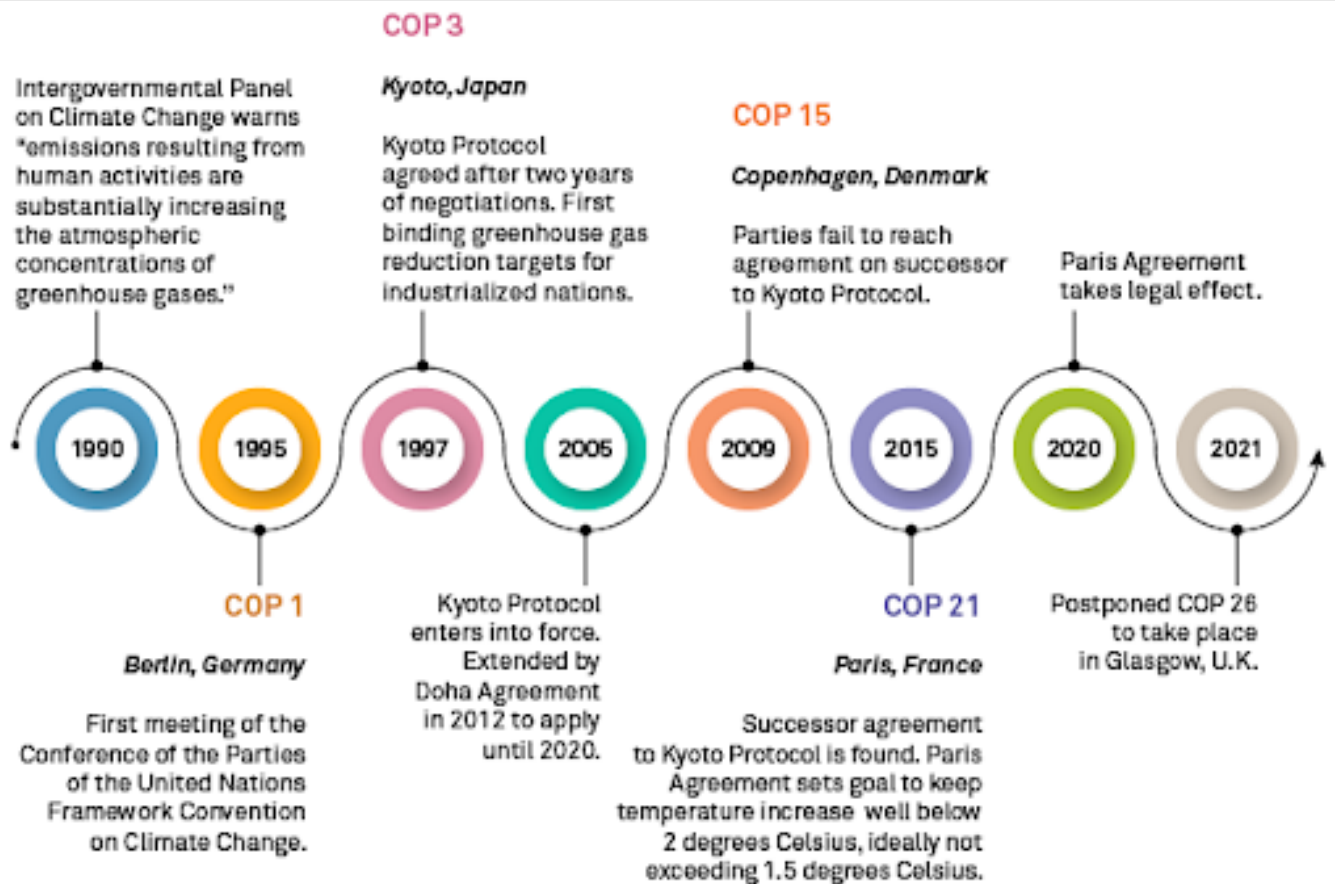 Intergovernmental Panel
on Climate Change warns
"emissions resulting from
human activities are
substantially increasing
the atmospheric
concentrations of
greenhouse gases."
1990
1995
COP 1
Berlin, Germany
First meeting of the
Conference of the Parties
of the United Nations
Framework Convention
on Climate Change.
COP 3
Kyoto, Japan
Kyoto Protocol
agreed after two years
of negotiations. First
binding greenhouse gas
reduction targets for
industrialized nations.
1997
2005
Kyoto Protocol
enters into force.
Extended by
Doha Agreement
in 2012 to apply
until 2020.
COP 15
Copenhagen, Denmark
Parties fail to reach
agreement on successor
to Kyoto Protocol.
2009
2015
COP 21
Paris, France
Successor agreement
to Kyoto Protocol is found. Paris
Agreement sets goal to keep
temperature increase well below
2 degrees Celsius, ideally not
exceeding 1.5 degrees Celsius.
Paris Agreement
takes legal effect.
2020
2021
Postponed COP 26
to take place
in Glasgow, U.K.